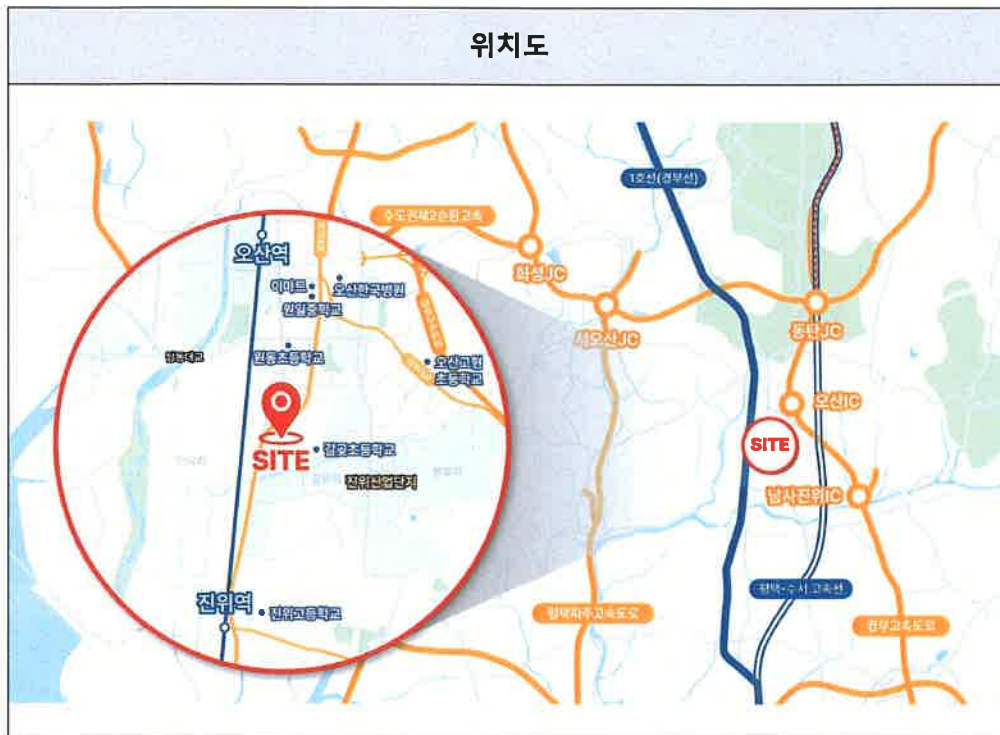 위치도
1호선(경부선)
수도권제2순환고속
화성JC
서오산JC
동탄JC
오산IC
SITE
남사진위IC
평택-수서 고속선
평택파주고속도로
경부고속도로
오산역
이마트
오산한국병원
원일중학교
원동초등학교
오산고현
초등학교
SITE
갈곶초등학교
진위산업단지
진위역
진위고등학교